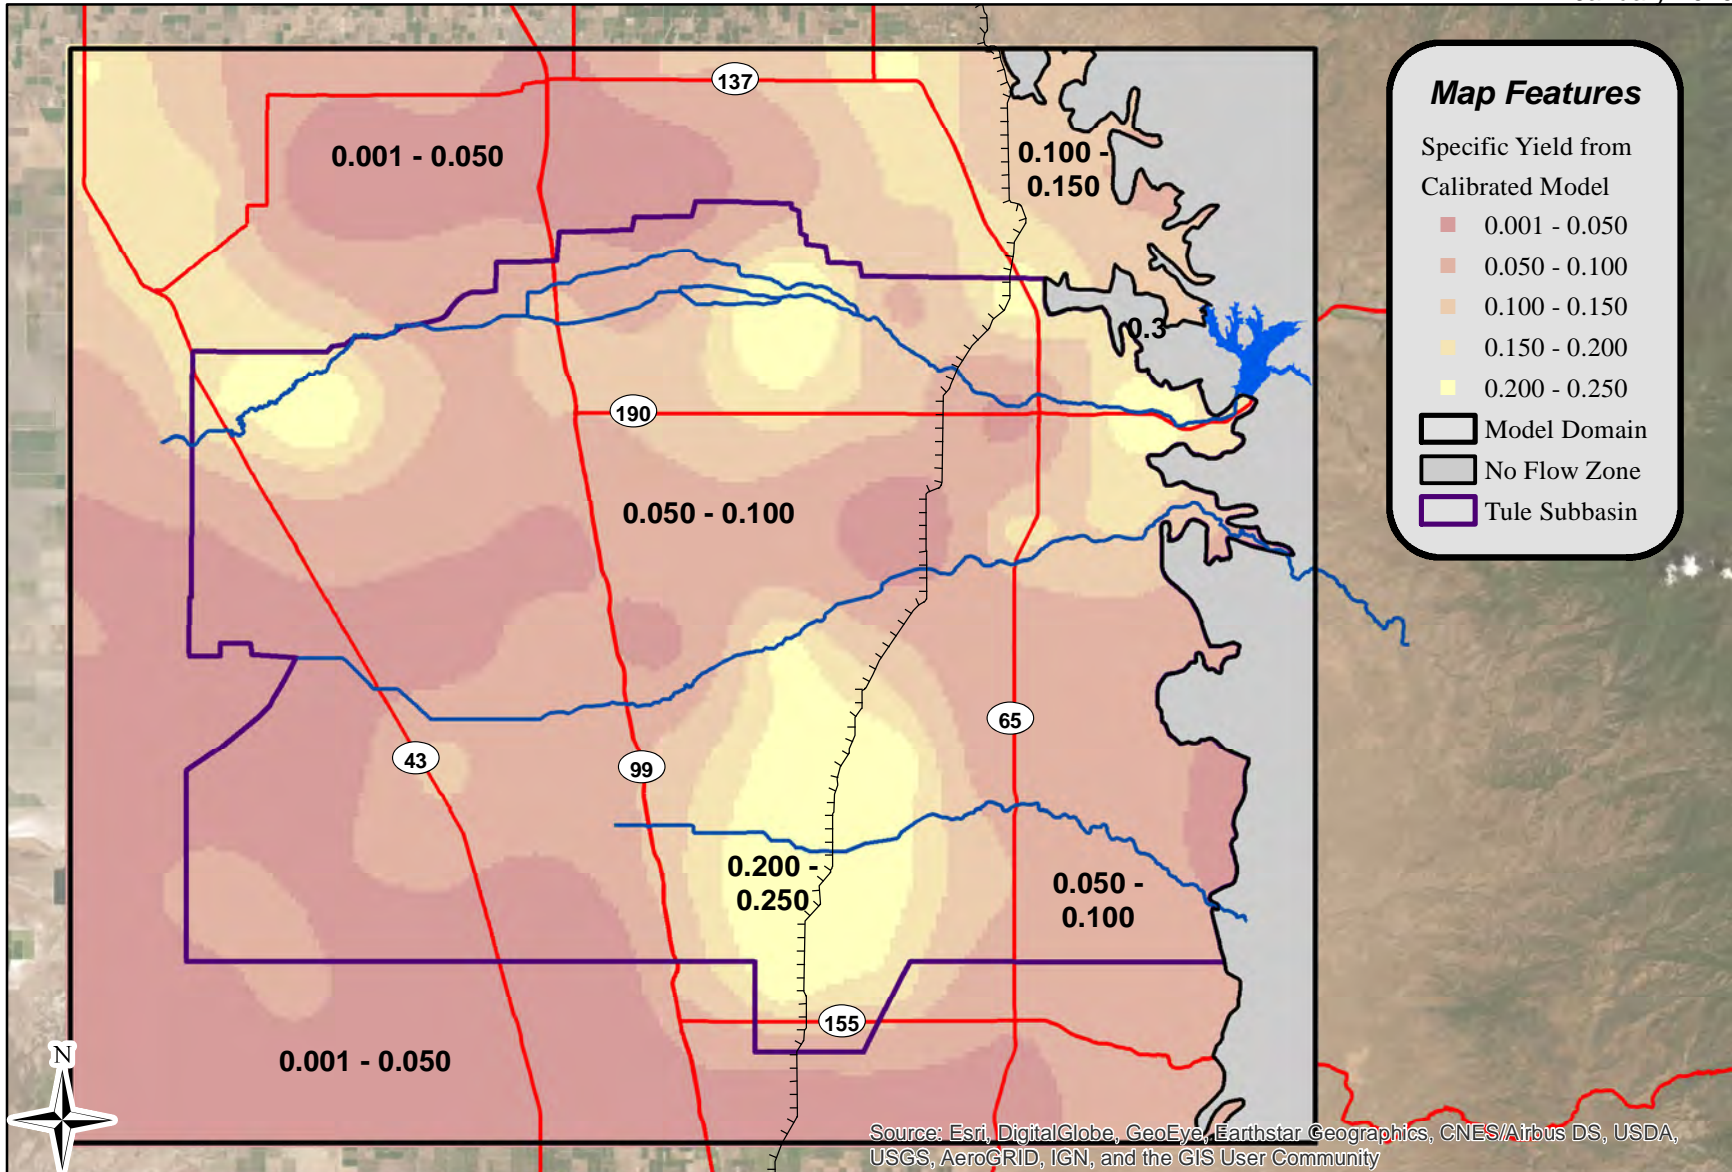 137
Map Features
Specific Yield from
Calibrated Model
0.001 - 0.050
0.050 - 0.100
0.100 - 0.150
0.150 - 0.200
0.200 - 0.250
Model Domain
No Flow Zone
Tule Subbasin
0.001 - 0.050
0.100 -
0.150
0.3
190
0.050 - 0.100
65
43
99
0.200 -
0.250
0.050 -
0.100
155
N
0.001 - 0.050
Source: Esri, DigitalGlobe, GeoEye, Earthstar Geographics, CNES/Airbus DS, USDA,
USGS, AeroGRID, IGN, and the GIS User Community